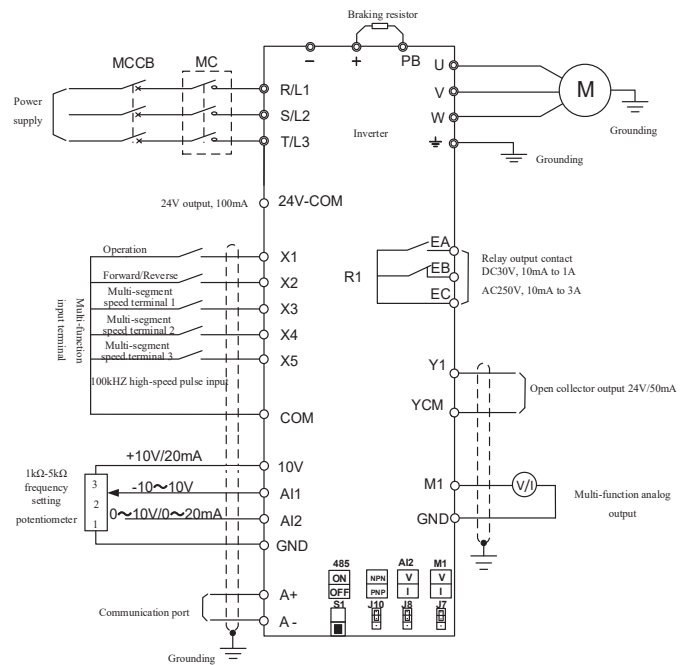 Braking resistor
MCCB
MC
−
+
PB
U
V
W
M
Power
supply
R/L1
S/L2
T/L3
Inverter
Grounding
Grounding
24V output, 100mA
24V-COM
Operation
Forward/Reverse
Multi-segment
speed terminal 1
Multi-segment
speed terminal 2
Multi-segment
speed terminal 3
100kHZ high-speed pulse input
Multi-function
input terminal
X1
X2
X3
X4
X5
COM
R1
EA
EB
EC
Relay output contact
DC30V, 10mA to 1A
AC250V, 10mA to 3A
Y1
YCM
Open collector output 24V/50mA
+10V/20mA
-10～10V
0～10V/0～20mA
1kΩ-5kΩ
frequency
setting
potentiometer
3
2
1
10V
AI1
AI2
GND
M1
GND
V/I
Multi-function analog
output
Communication port
A+
A -
Grounding
485
ON
OFF
S1
NPN
PNP
J10
AI2
V
I
J8
M1
V
I
J7